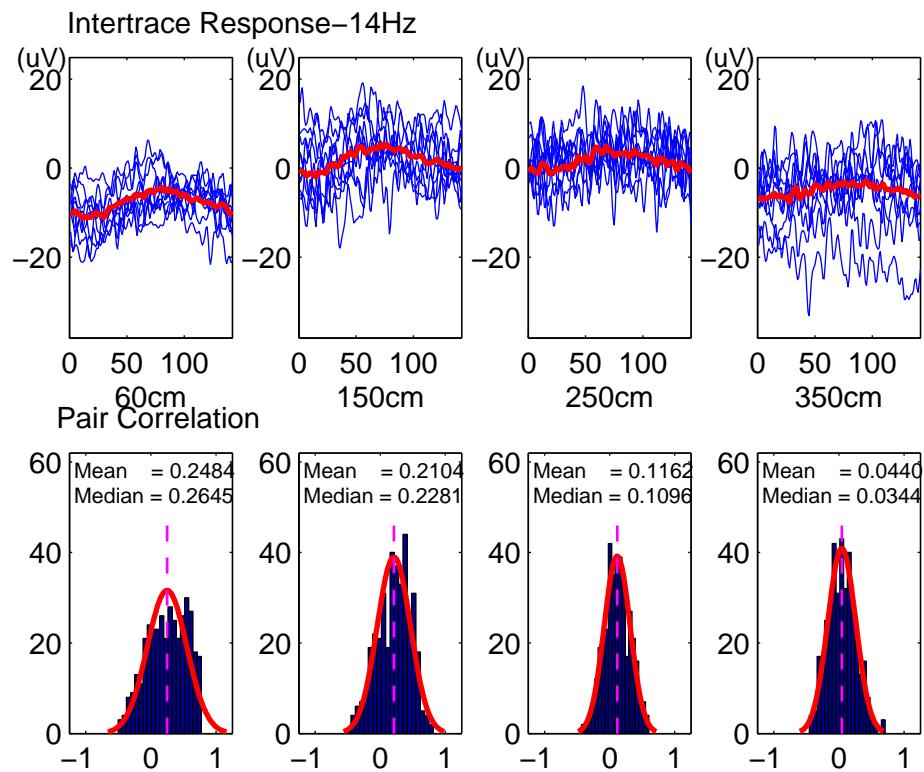 Intertrace Response−14Hz
(uV) (uV) (uV) (uV)
20 20 20 20
0 0 0 0
−20 −20 −20 −20
0 50 100 0 50 100 0 50 100 0 50 100
60cm 150cm 250cm 350cm
Pair Correlation
60 60 60 60
Mean = 0.2484 Mean = 0.2104 Mean = 0.1162 Mean = 0.0440
Median = 0.2645 Median = 0.2281 Median = 0.1096 Median = 0.0344
40 40 40 40
20 20 20 20
0 0 0 0
−1 0 1 −1 0 1 −1 0 1 −1 0 1